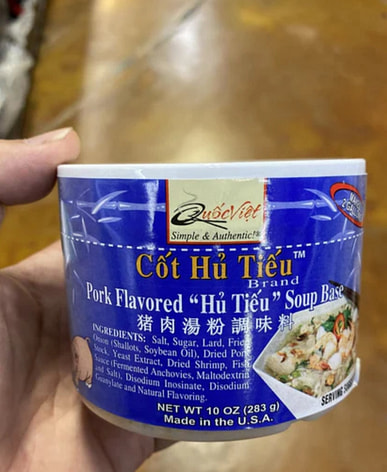 QuốcViệt
Simple & Authentic!™
Cốt Hủ Tiếu™
Brand
Pork Flavored “Hủ Tiếu” Soup Base
猪肉湯粉調味料
INGREDIENTS: Salt, Sugar, Lard, Fried
Onion (Shallots, Soybean Oil), Dried Pork
Stock, Yeast Extract, Dried Shrimp, Fish
Sauce (Fermented Anchovies, Maltodextrin
and Salt), Disodium Inosinate, Disodium
Guanylate and Natural Flavoring.
NET WT 10 OZ (283 g)
Made in the U.S.A.
SERVING